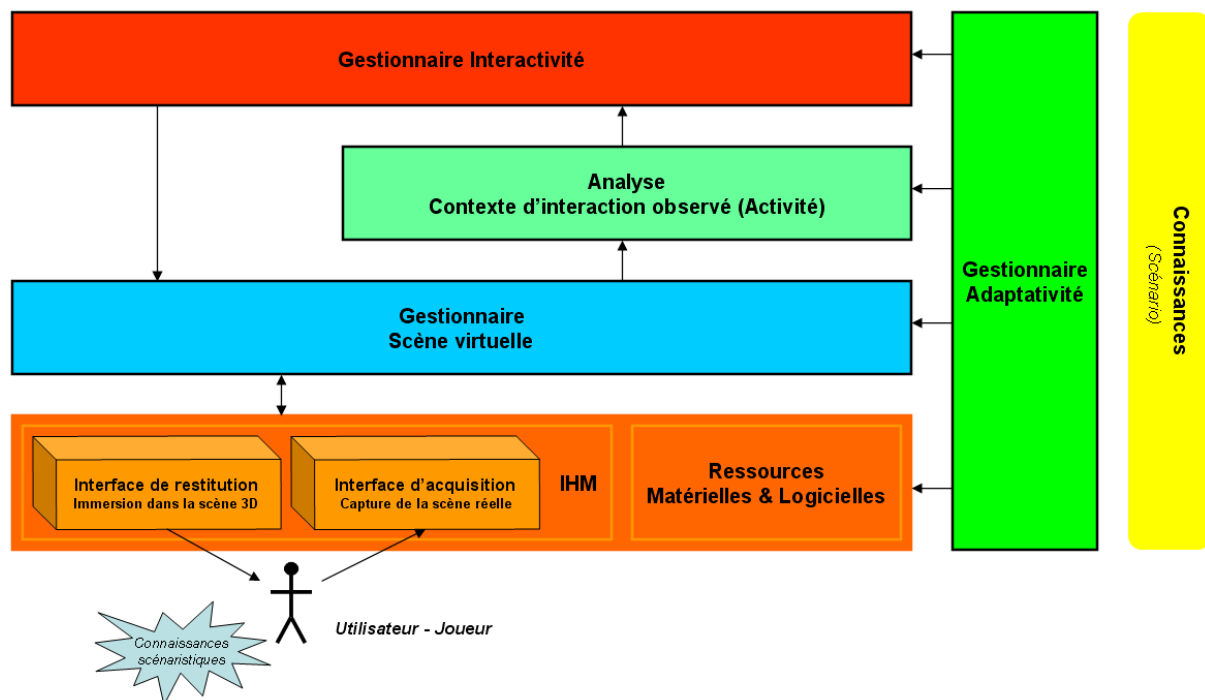 Gestionnaire Interactivité
Analyse
Contexte d'interaction observé (Activité)
Gestionnaire
Scène virtuelle
Interface de restitution
Immersion dans la scène 3D
Interface d'acquisition
Capture de la scène réelle
IHM
Ressources
Matérielles & Logicielles
Gestionnaire
Adaptativité
Connaissances
(Scénario)
Utilisateur - Joueur
Connaissances
scénaristiques